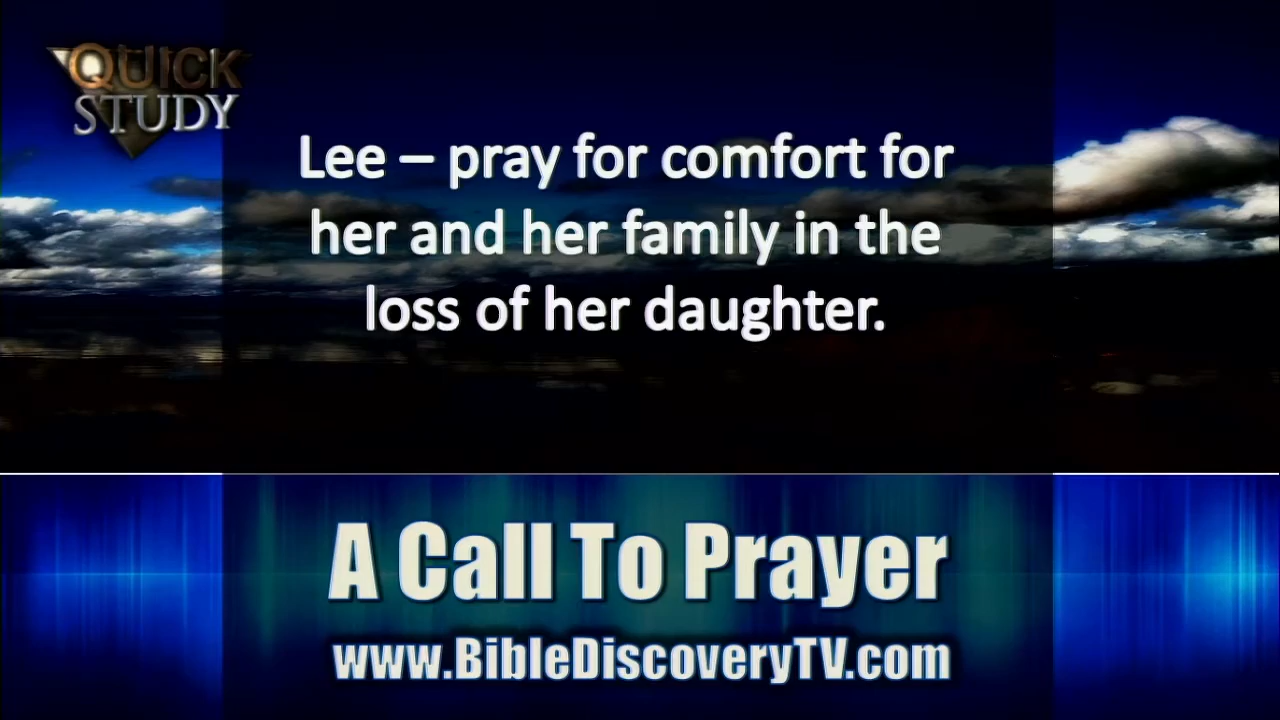 QUICK
STUDY
Lee – pray for comfort for
her and her family in the
loss of her daughter.
A Call To Prayer
www.BibleDiscoveryTV.com